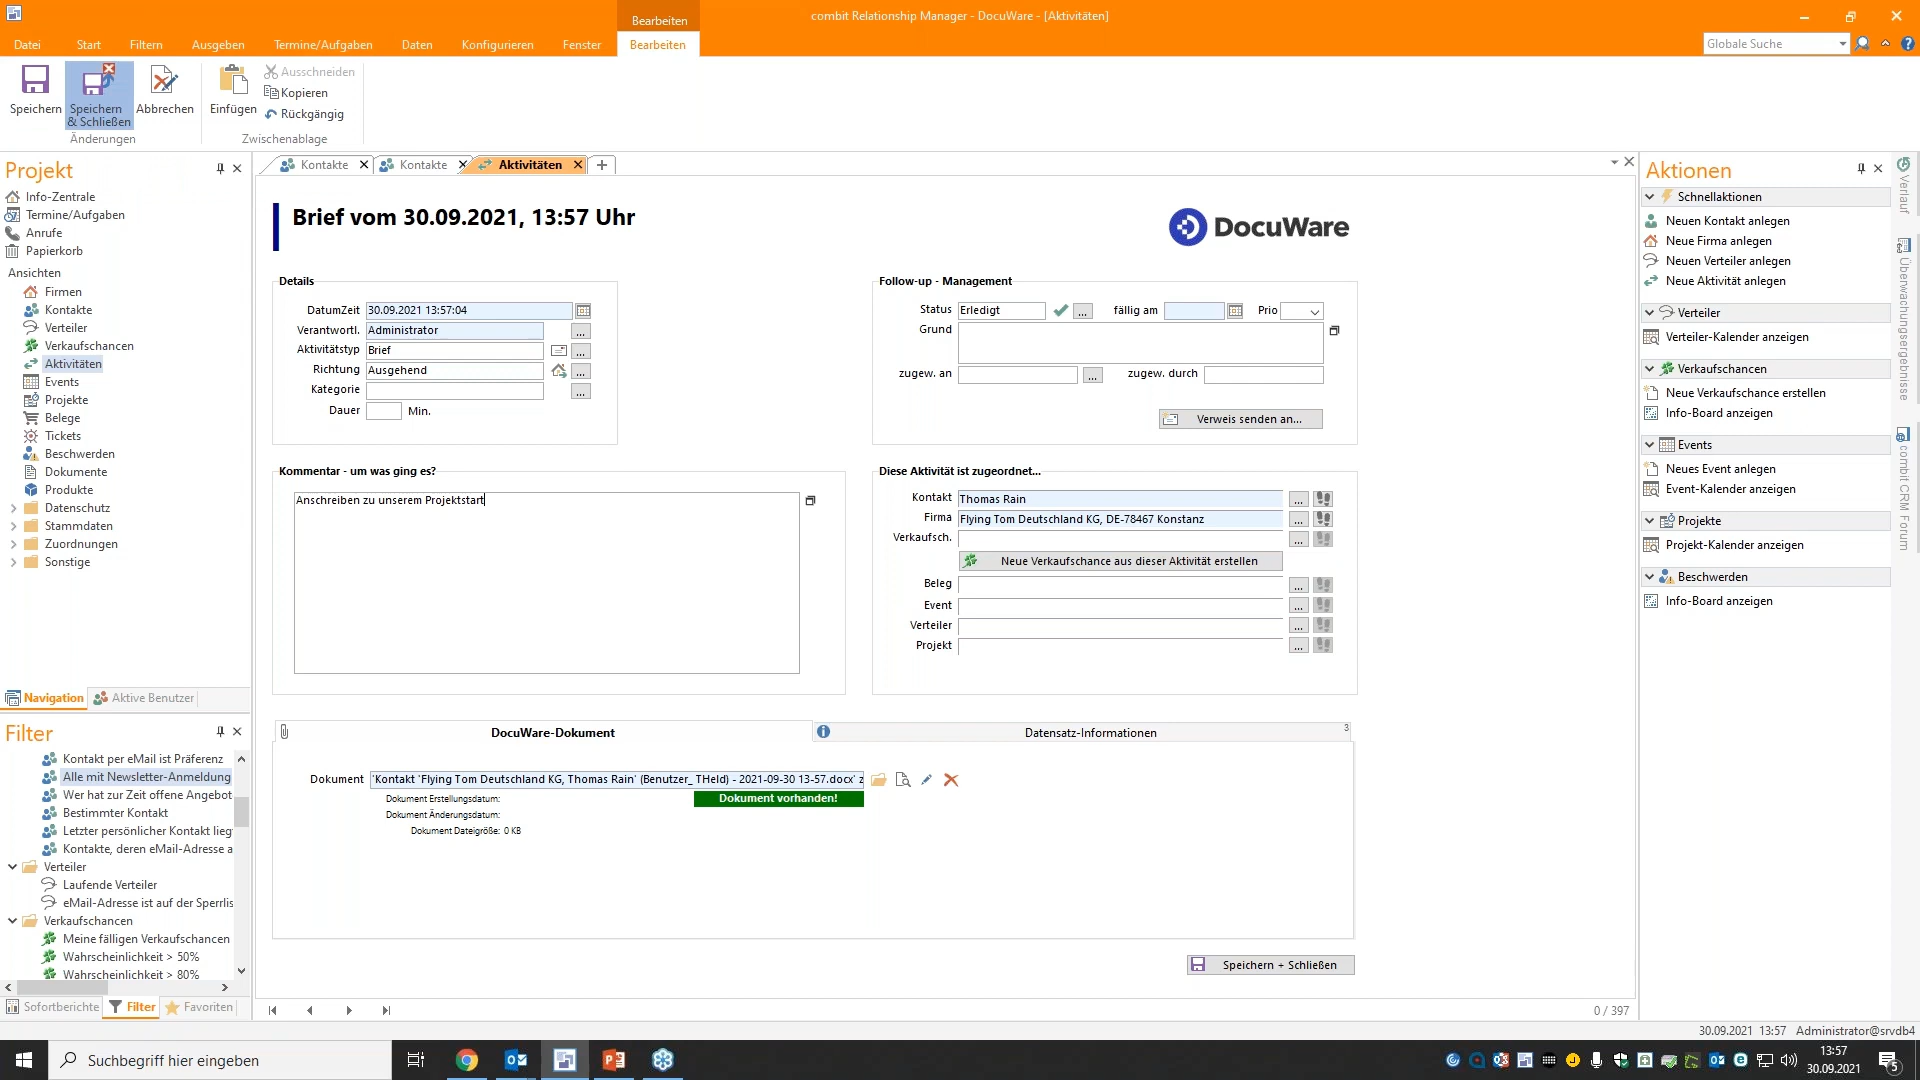 Bearbeiten
combit Relationship Manager - DocuWare - [Aktivitäten]
Datei Start Filtern Ausgeben Termine/Aufgaben Daten Konfigurieren Fenster Bearbeiten
Globale Suche
Speichern
Speichern & Schließen
Abbrechen
Änderungen
Einfügen
Ausschneiden
Kopieren
Rückgängig
Zwischenablage
Projekt
Info-Zentrale
Termine/Aufgaben
Anrufe
Papierkorb
Ansichten
Firmen
Kontakte
Verteiler
Verkaufschancen
Aktivitäten
Events
Projekte
Belege
Tickets
Beschwerden
Dokumente
Produkte
Datenschutz
Stammdaten
Zuordnungen
Sonstige
Navigation Aktive Benutzer
Filter
Kontakt per eMail ist Präferenz
Alle mit Newsletter-Anmeldung
Wer hat zur Zeit offene Angebot
Bestimmter Kontakt
Letzter persönlicher Kontakt lieg
Kontakte, deren eMail-Adresse a
Verteiler
Laufende Verteiler
eMail-Adresse ist auf der Sperrlis
Verkaufschancen
Meine fälligen Verkaufschancen
Wahrscheinlichkeit > 50%
Wahrscheinlichkeit > 80%
Sofortberichte Filter Favoriten
Kontakte Kontakte Aktivitäten
Brief vom 30.09.2021, 13:57 Uhr
DocuWare
Details
DatumZeit 30.09.2021 13:57:04
Verantwortl. Administrator ...
Aktivitätstyp Brief ...
Richtung Ausgehend ...
Kategorie ...
Dauer Min.
Follow-up - Management
Status Erledigt ... fällig am Prio
Grund
zugew. an ... zugew. durch
Verweis senden an...
Kommentar - um was ging es?
Anschreiben zu unserem Projektstart
Diese Aktivität ist zugeordnet...
Kontakt Thomas Rain ...
Firma Flying Tom Deutschland KG, DE-78467 Konstanz ...
Verkaufsch. ...
Neue Verkaufschance aus dieser Aktivität erstellen
Beleg ...
Event ...
Verteiler ...
Projekt ...
DocuWare-Dokument
Datensatz-Informationen 3
Dokument 'Kontakt 'Flying Tom Deutschland KG, Thomas Rain' (Benutzer_ THeld) - 2021-09-30 13-57.docx' z
Dokument Erstellungsdatum: Dokument vorhanden!
Dokument Änderungsdatum:
Dokument Dateigröße: 0 KB
Speichern + Schließen
0 / 397
Aktionen
Schnellaktionen
Neuen Kontakt anlegen
Neue Firma anlegen
Neuen Verteiler anlegen
Neue Aktivität anlegen
Verteiler
Verteiler-Kalender anzeigen
Verkaufschancen
Neue Verkaufschance erstellen
Info-Board anzeigen
Events
Neues Event anlegen
Event-Kalender anzeigen
Projekte
Projekt-Kalender anzeigen
Beschwerden
Info-Board anzeigen
Verlauf
Überwachungsergebnisse
combit CRM Forum
30.09.2021 13:57 Administrator@srvdb4
Suchbegriff hier eingeben
13:57
30.09.2021
5